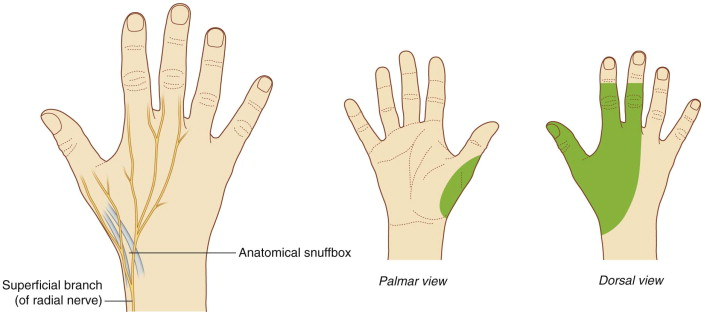 Anatomical snuffbox
Superficial branch
(of radial nerve)
Palmar view
Dorsal view